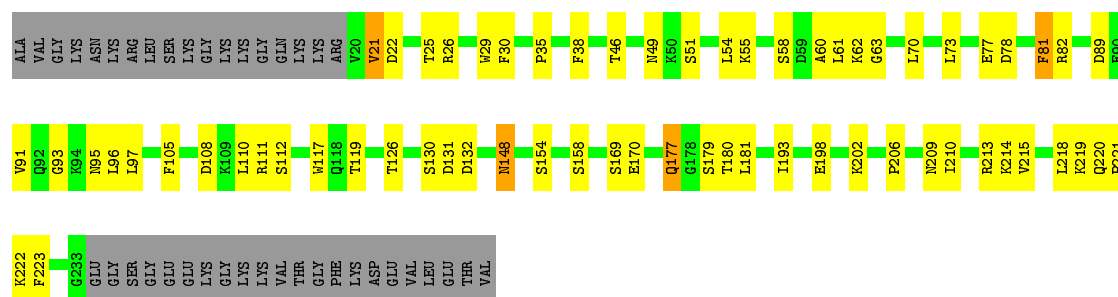 ALA VAL GLY LYS ASN LYS LYS ARG LEU SER LYS GLY LYS LYS GLY GLN LYS LYS ARG V20 V21 D22 T25 R26 W29 F30 P35 F38 T46 N49 K50 S51 L54 K55 S58 D59 A60 L61 K62 G63 L70 L73 E77 D78 F81 R82 D89
V91 Q92 G93 K94 N95 L96 L97 F105 D108 K109 L110 R111 S112 W117 Q118 T119 T126 S130 D131 D132 N148 S154 S158 S169 E170 Q177 G178 S179 T180 L181 I193 E198 K202 P206 N209 I210 R213 K214 V215 L218 K219 Q220
K222 F223 G233 GLU GLY SER GLY GLU GLU LYS GLY LYS LYS VAL THR GLY PHE LYS ASP GLU VAL LEU GLU THR VAL